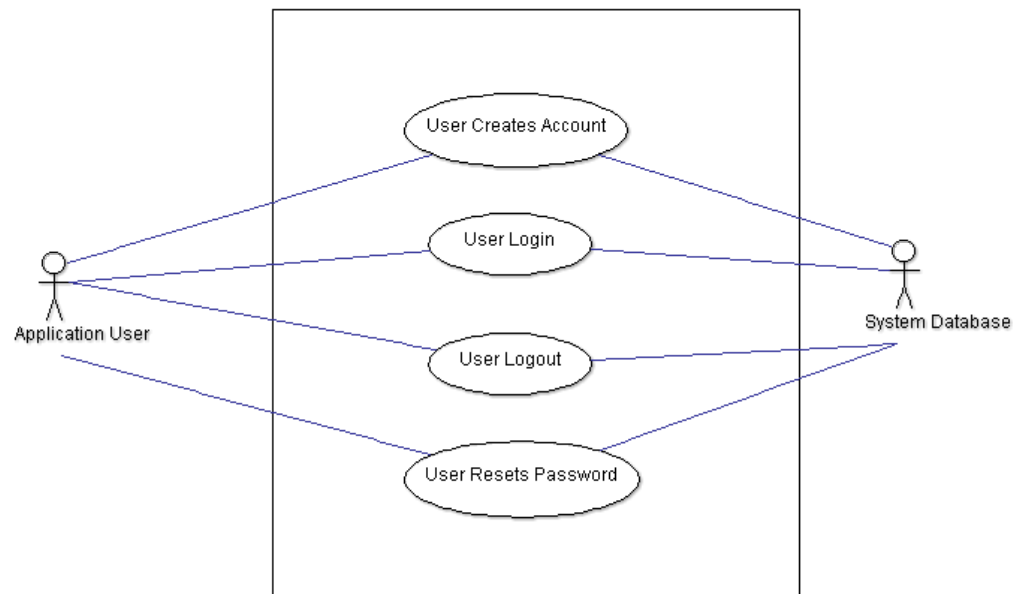 User Creates Account
User Login
Application User
System Database
User Logout
User Resets Password